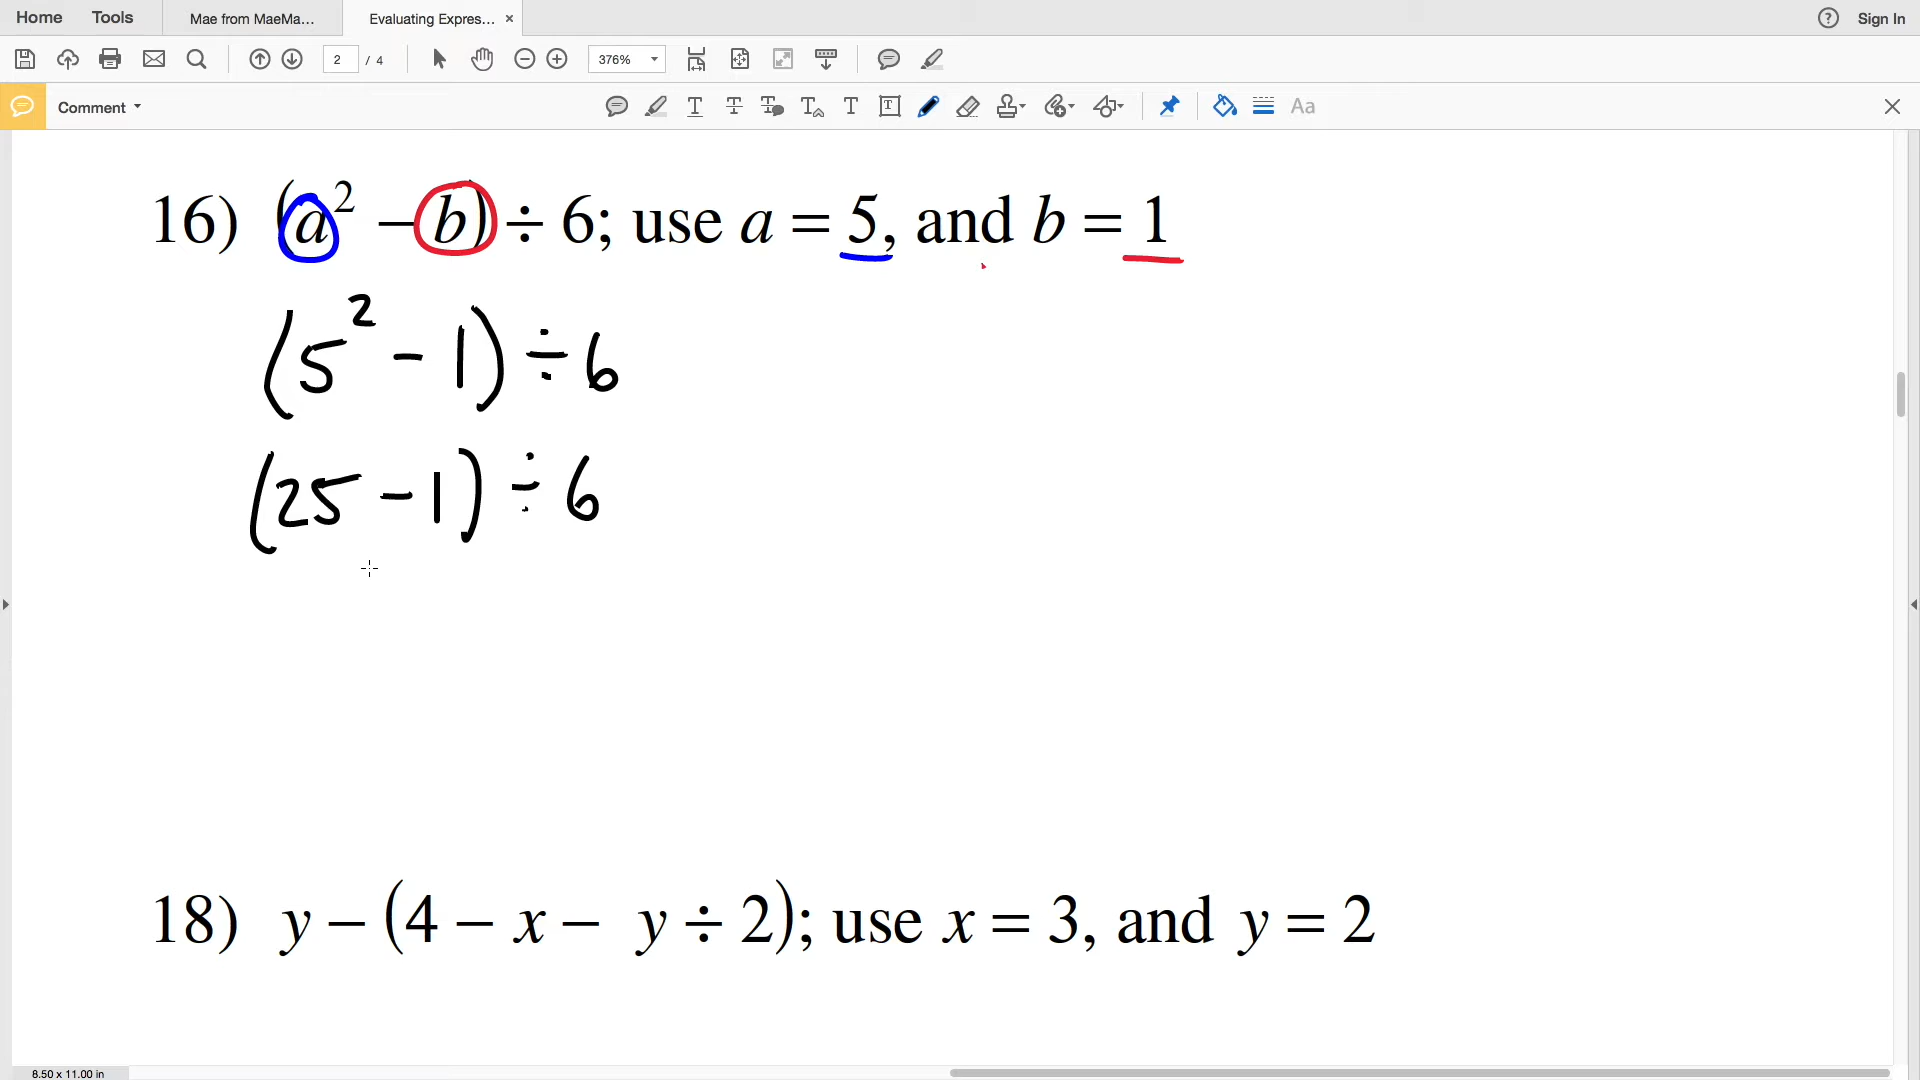 Home Tools Mae from MaeMa... Evaluating Expres... × ? Sign In
2 / 4 376%
Comment T T T T T T Aa
16) (a² − b) ÷ 6; use a = 5, and b = 1
(5² − 1) ÷ 6
(25 − 1) ÷ 6
18) y − (4 − x − y ÷ 2); use x = 3, and y = 2
8.50 x 11.00 in